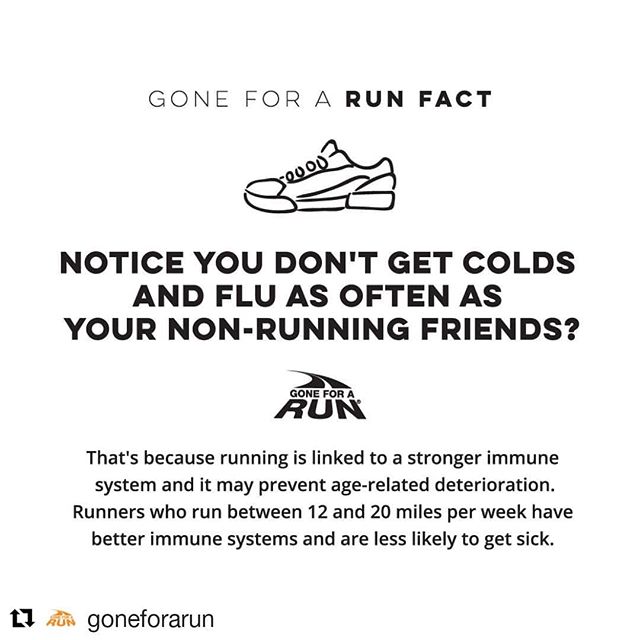 GONE FOR A RUN FACT
NOTICE YOU DON'T GET COLDS
AND FLU AS OFTEN AS
YOUR NON-RUNNING FRIENDS?
GONE FOR A
RUN
That's because running is linked to a stronger immune
system and it may prevent age-related deterioration.
Runners who run between 12 and 20 miles per week have
better immune systems and are less likely to get sick.
RUN goneforarun